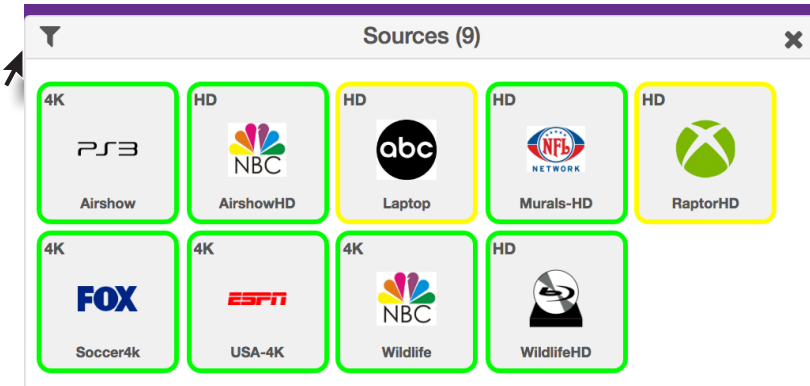 Sources (9)
4K
PS3
Airshow
HD
NBC
AirshowHD
HD
abc
Laptop
HD
NFL
NETWORK
Murals-HD
HD
RaptorHD
4K
FOX
Soccer4k
4K
ESPN
USA-4K
4K
NBC
Wildlife
HD
WildlifeHD